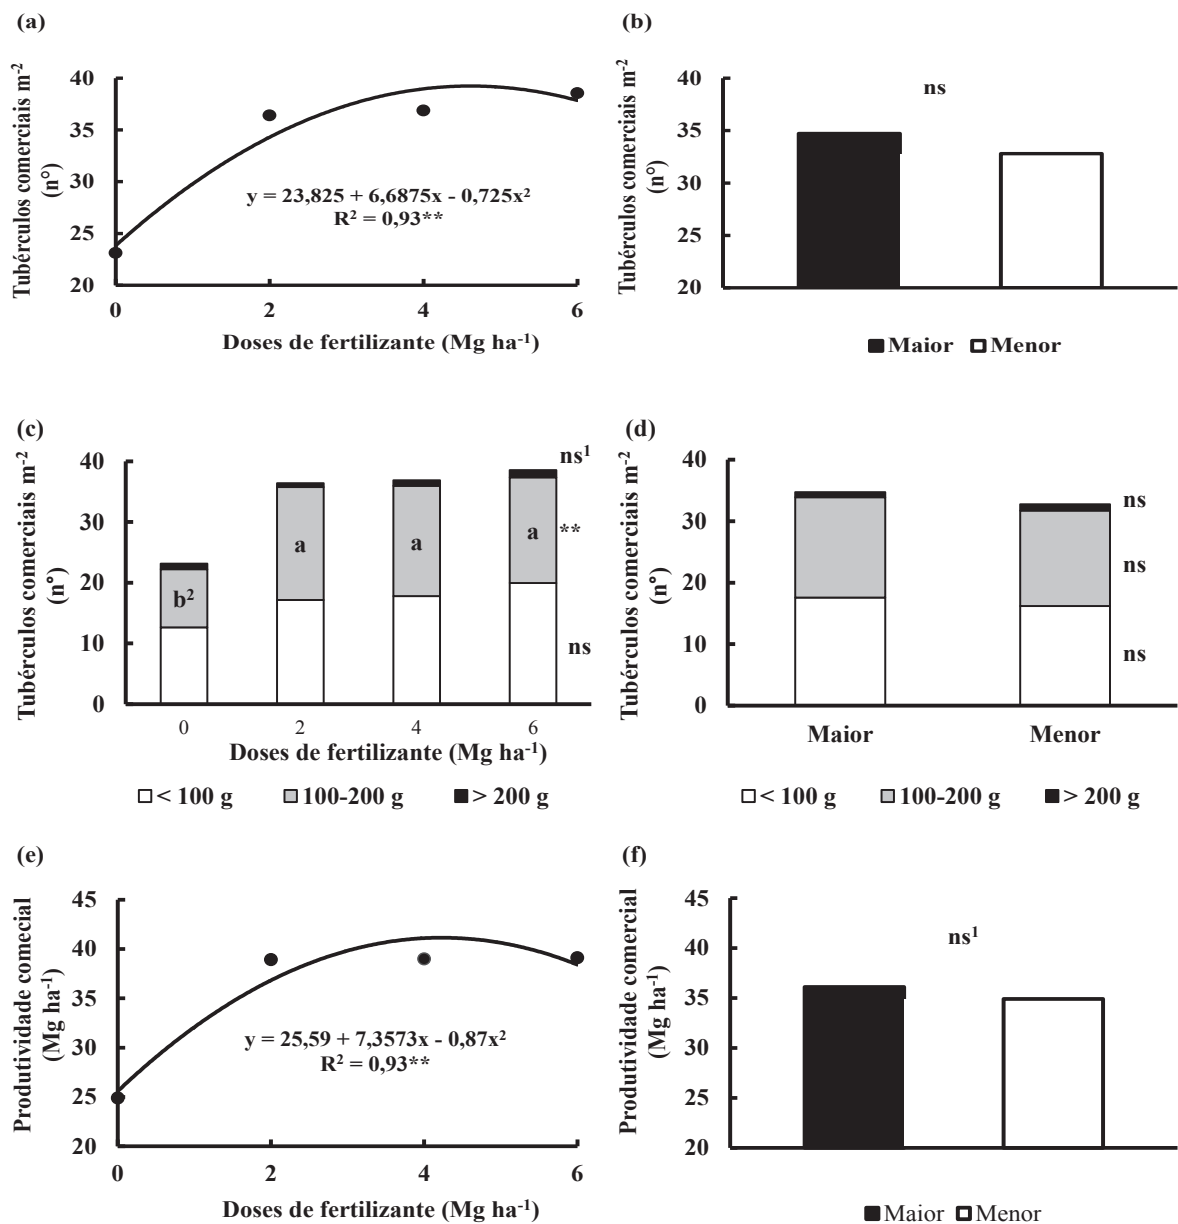 (a)
Tubérculos comerciais m⁻²
(n°)
40
35
30
25
20
y = 23,825 + 6,6875x - 0,725x²
R² = 0,93**
0 2 4 6
Doses de fertilizante (Mg ha⁻¹)
(b)
Tubérculos comerciais m⁻²
(n°)
40
35
30
25
20
ns
Maior Menor
(c)
Tubérculos comerciais m⁻²
(n°)
40
30
20
10
0
b²
a
a
a
ns¹
**
ns
0 2 4 6
Doses de fertilizante (Mg ha⁻¹)
< 100 g 100-200 g > 200 g
(d)
Tubérculos comerciais m⁻²
(n°)
40
30
20
10
0
ns
ns
ns
Maior Menor
< 100 g 100-200 g > 200 g
(e)
Produtividade comecial
(Mg ha⁻¹)
45
40
35
30
25
20
y = 25,59 + 7,3573x - 0,87x²
R² = 0,93**
0 2 4 6
Doses de fertilizante (Mg ha⁻¹)
(f)
Produtividade comercial
(Mg ha⁻¹)
45
40
35
30
25
20
ns¹
Maior Menor